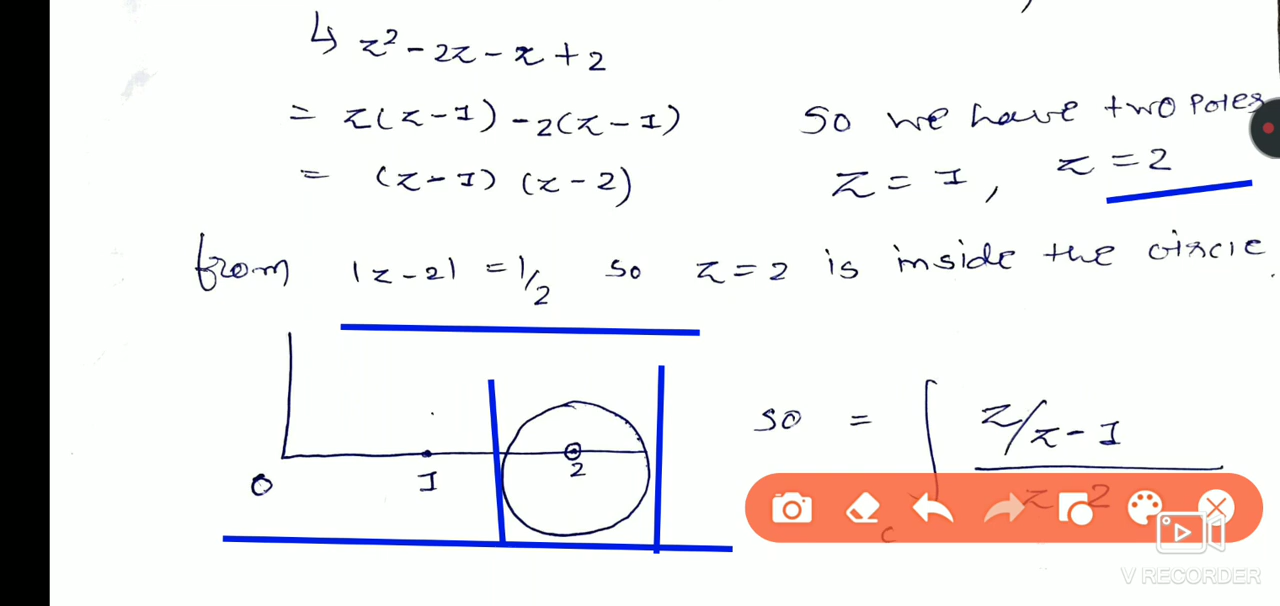 ↳ z² - 2z - z + 2
= z(z-1) - 2(z-1)
= (z-1) (z-2)
So we have two Poles
z = 1, z = 2
from |z-2| = 1/2 so z = 2 is inside the circle.
0 1 2
so = ∫ z/z-1
z 2
c
V RECORDER